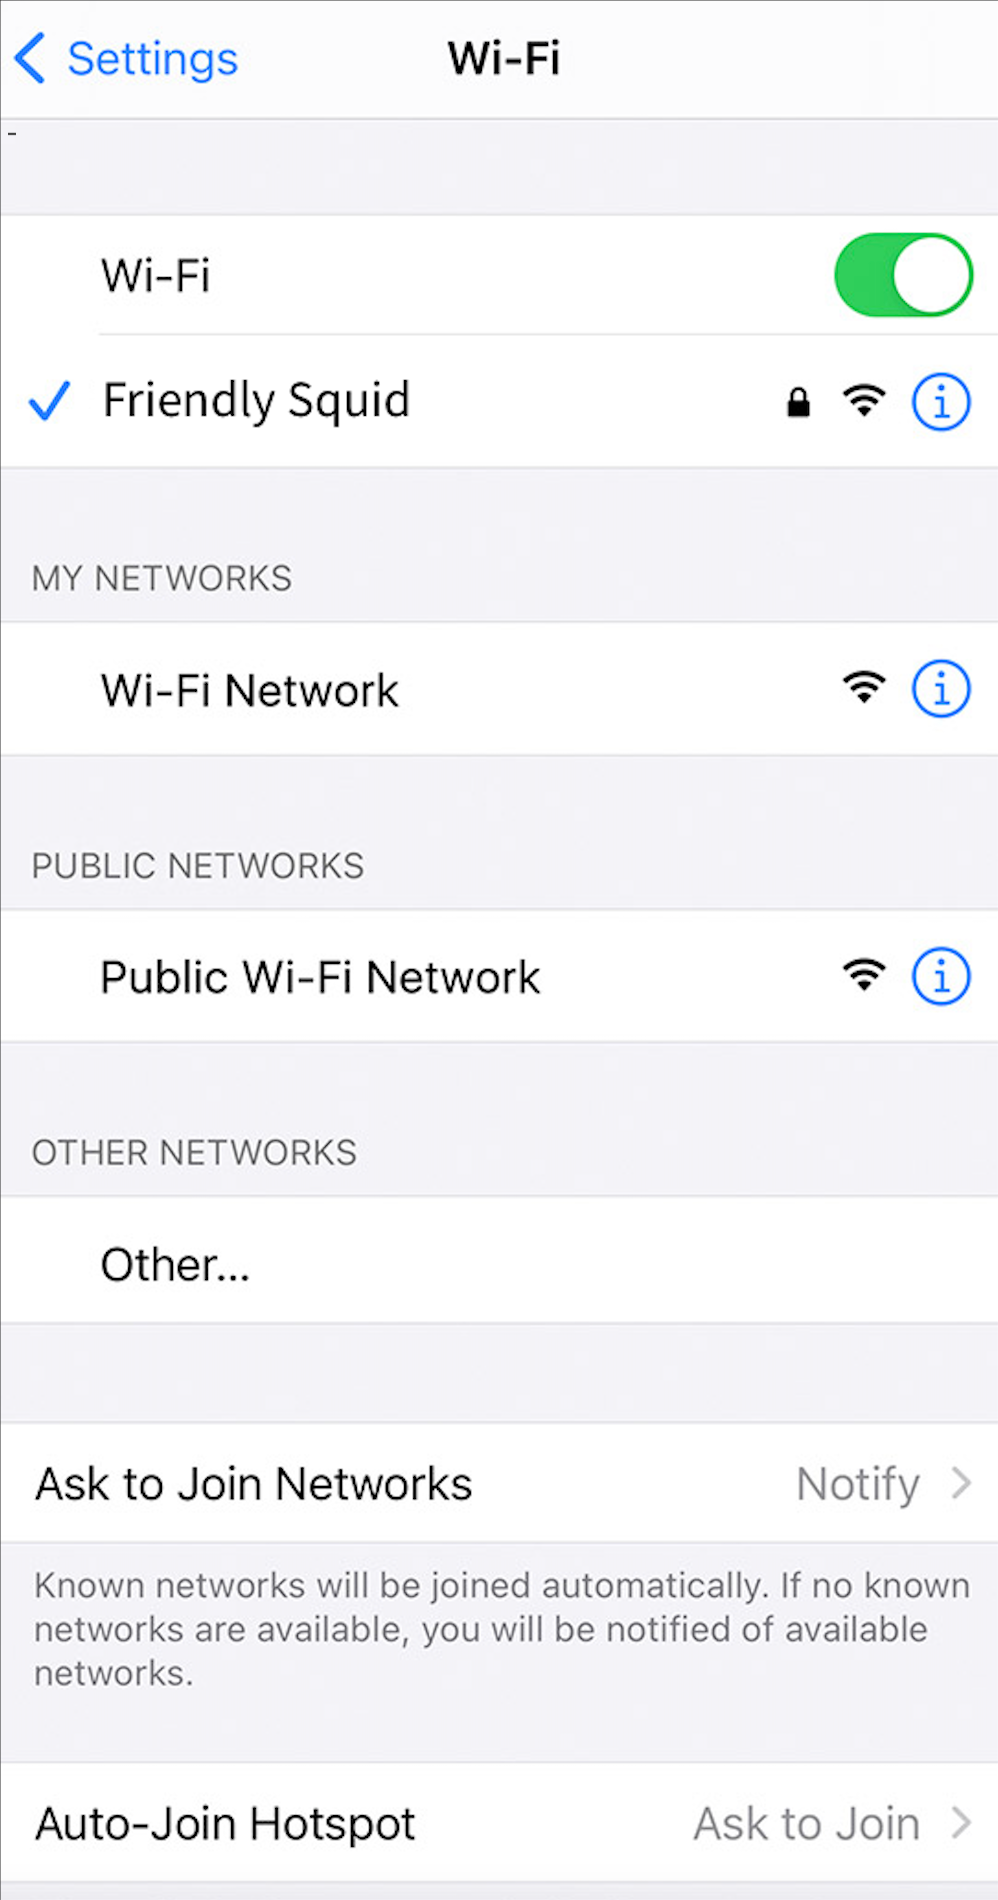 Settings
Wi-Fi
-
Wi-Fi
Friendly Squid
MY NETWORKS
Wi-Fi Network
PUBLIC NETWORKS
Public Wi-Fi Network
OTHER NETWORKS
Other...
Ask to Join Networks Notify
Known networks will be joined automatically. If no known
networks are available, you will be notified of available
networks.
Auto-Join Hotspot Ask to Join